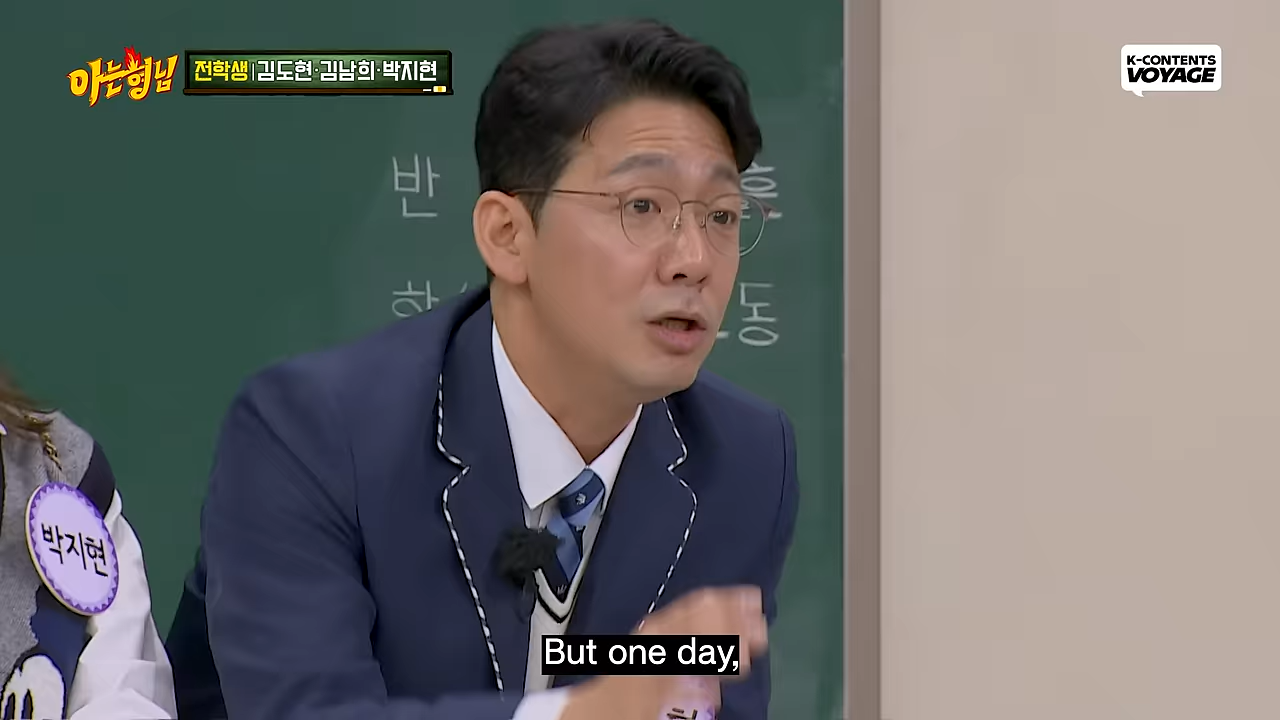 아는형님
전학생 | 김도현·김남희·박지현
K-CONTENTS
VOYAGE
반
동
박지현
But one day,